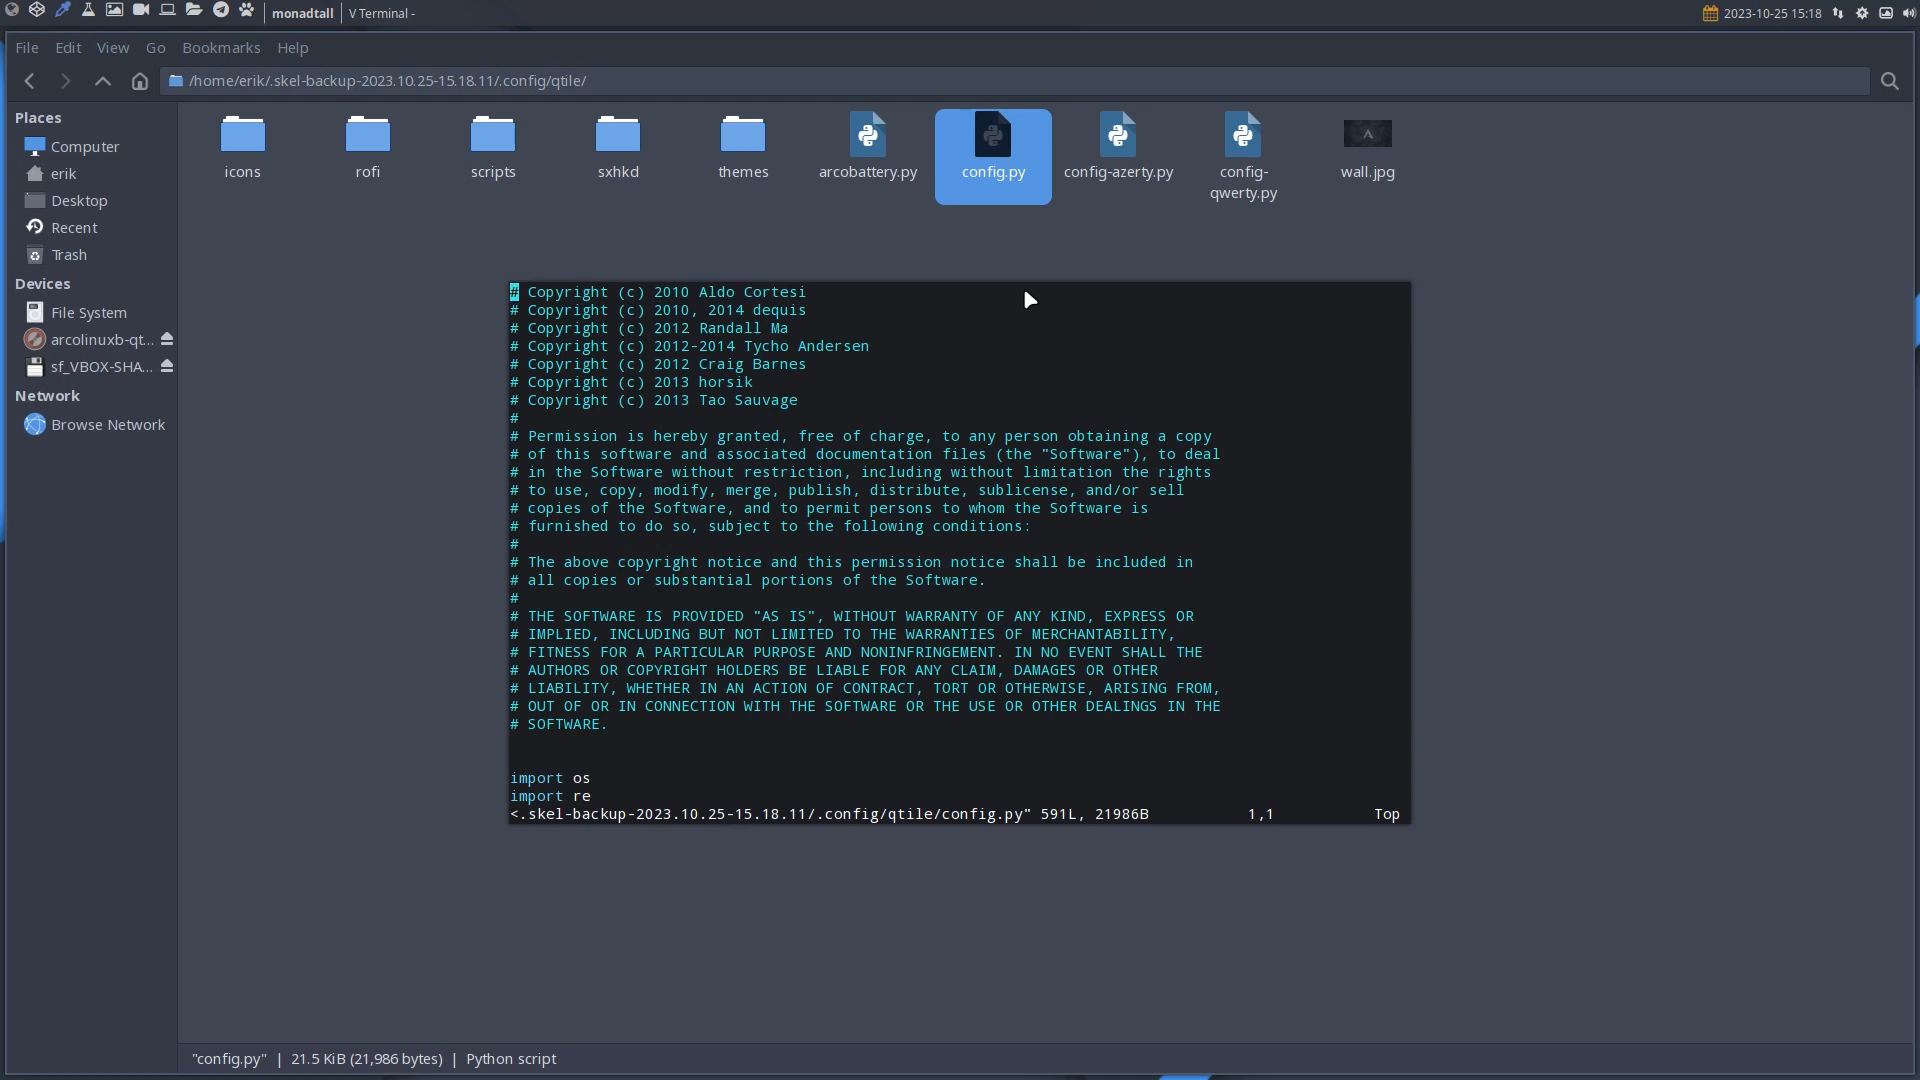 monadtall
V Terminal -
2023-10-25 15:18
File Edit View Go Bookmarks Help
/home/erik/.skel-backup-2023.10.25-15.18.11/.config/qtile/
Places
Computer
erik
Desktop
Recent
Trash
Devices
File System
arcolinuxb-qt...
sf_VBOX-SHA...
Network
Browse Network
icons
rofi
scripts
sxhkd
themes
arcobattery.py
config.py
config-azerty.py
config-
qwerty.py
wall.jpg
# Copyright (c) 2010 Aldo Cortesi
# Copyright (c) 2010, 2014 dequis
# Copyright (c) 2012 Randall Ma
# Copyright (c) 2012-2014 Tycho Andersen
# Copyright (c) 2012 Craig Barnes
# Copyright (c) 2013 horsik
# Copyright (c) 2013 Tao Sauvage
#
# Permission is hereby granted, free of charge, to any person obtaining a copy
# of this software and associated documentation files (the "Software"), to deal
# in the Software without restriction, including without limitation the rights
# to use, copy, modify, merge, publish, distribute, sublicense, and/or sell
# copies of the Software, and to permit persons to whom the Software is
# furnished to do so, subject to the following conditions:
#
# The above copyright notice and this permission notice shall be included in
# all copies or substantial portions of the Software.
#
# THE SOFTWARE IS PROVIDED "AS IS", WITHOUT WARRANTY OF ANY KIND, EXPRESS OR
# IMPLIED, INCLUDING BUT NOT LIMITED TO THE WARRANTIES OF MERCHANTABILITY,
# FITNESS FOR A PARTICULAR PURPOSE AND NONINFRINGEMENT. IN NO EVENT SHALL THE
# AUTHORS OR COPYRIGHT HOLDERS BE LIABLE FOR ANY CLAIM, DAMAGES OR OTHER
# LIABILITY, WHETHER IN AN ACTION OF CONTRACT, TORT OR OTHERWISE, ARISING FROM,
# OUT OF OR IN CONNECTION WITH THE SOFTWARE OR THE USE OR OTHER DEALINGS IN THE
# SOFTWARE.
import os
import re
<.skel-backup-2023.10.25-15.18.11/.config/qtile/config.py" 591L, 21986B 1,1 Top
"config.py" | 21.5 KiB (21,986 bytes) | Python script